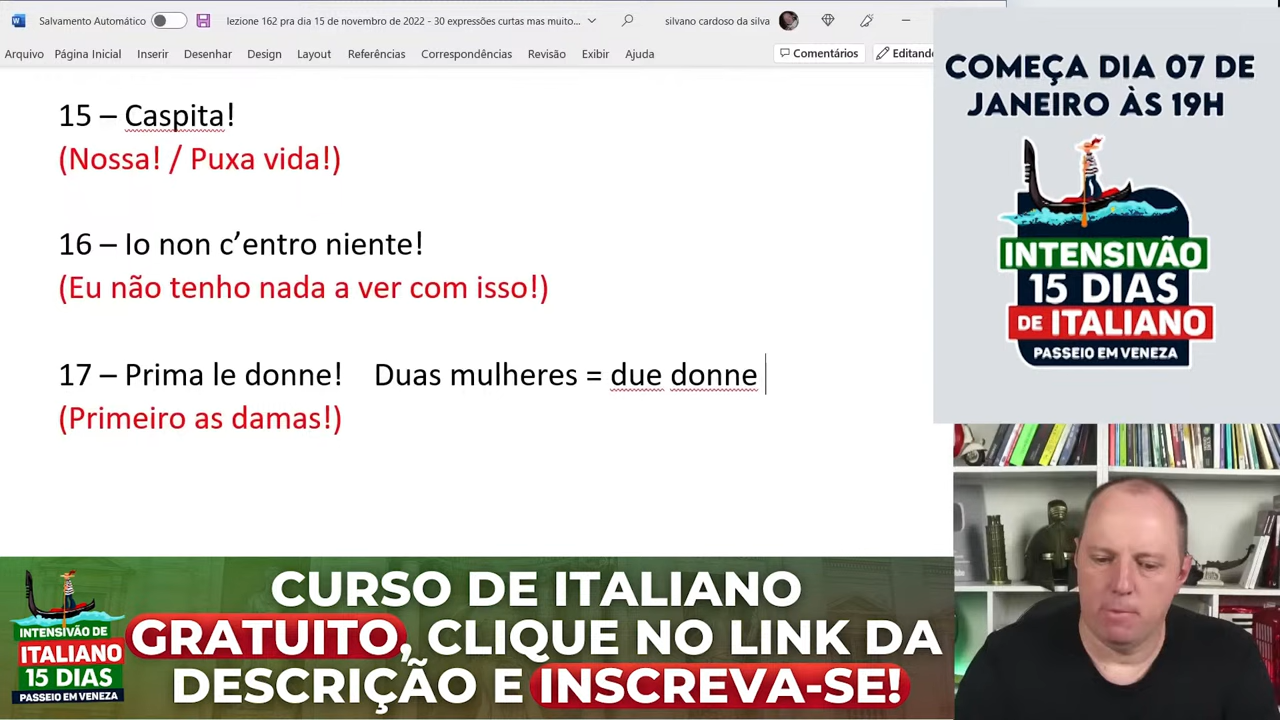 Salvamento Automático
lezione 162 pra dia 15 de novembro de 2022 - 30 expressões curtas mas muito...
silvano cardoso da silva
Arquivo Página Inicial Inserir Desenhar Design Layout Referências Correspondências Revisão Exibir Ajuda
Comentários
Editando
15 – Caspita!
(Nossa! / Puxa vida!)
16 – Io non c’entro niente!
(Eu não tenho nada a ver com isso!)
17 – Prima le donne! Duas mulheres = due donne
(Primeiro as damas!)
COMEÇA DIA 07 DE
JANEIRO ÀS 19H
INTENSIVÃO
15 DIAS
DE ITALIANO
PASSEIO EM VENEZA
INTENSIVÃO DE
ITALIANO
15 DIAS
PASSEIO EM VENEZA
CURSO DE ITALIANO
GRATUITO, CLIQUE NO LINK DA
DESCRIÇÃO E INSCREVA-SE!